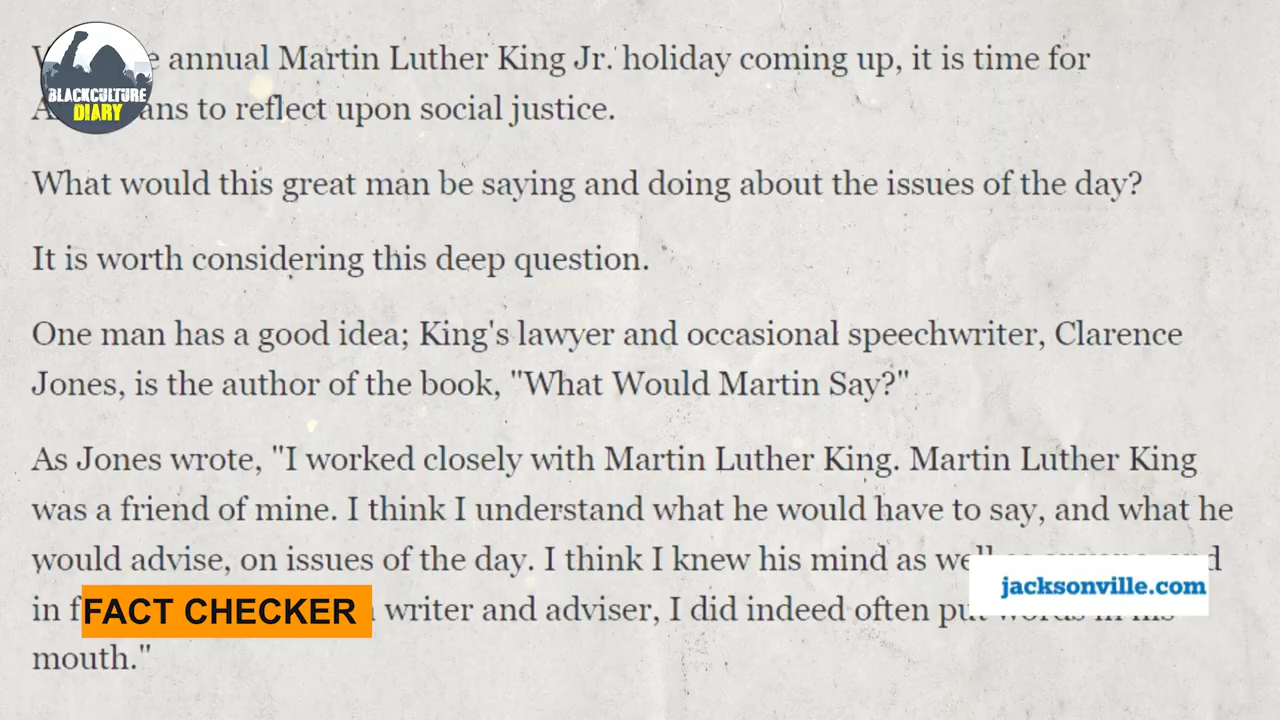 annual Martin Luther King Jr. holiday coming up, it is time for
to reflect upon social justice.
BLACKCULTURE
DIARY
What would this great man be saying and doing about the issues of the day?
It is worth considering this deep question.
One man has a good idea; King's lawyer and occasional speechwriter, Clarence
Jones, is the author of the book, "What Would Martin Say?"
As Jones wrote, "I worked closely with Martin Luther King. Martin Luther King
was a friend of mine. I think I understand what he would have to say, and what he
would advise, on issues of the day. I think I knew his mind as
jacksonville.com
in
FACT CHECKER
writer and adviser, I did indeed often put words in his
mouth."